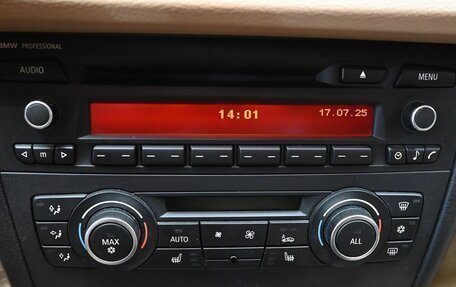 BMW PROFESSIONAL
AUDIO
MENU
14:01 17.07.25
m
AUTO
MAX
ALL